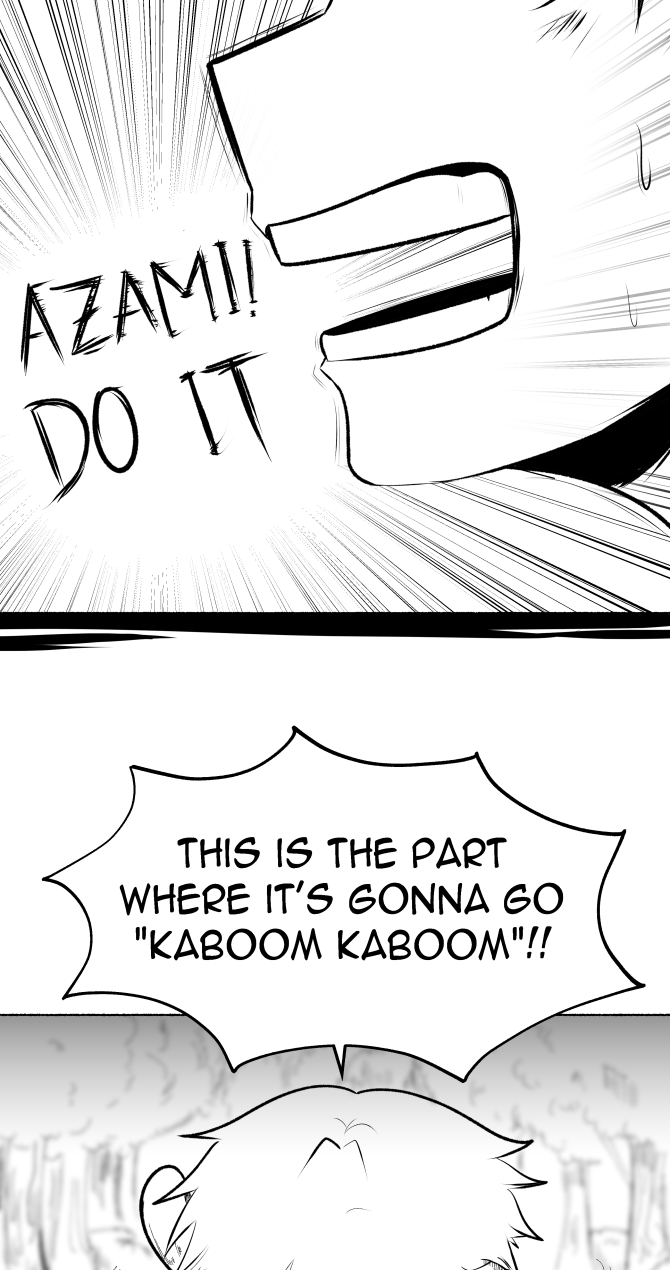 AZAMI!!
DO IT
THIS IS THE PART
WHERE IT'S GONNA GO
"KABOOM KABOOM"!!